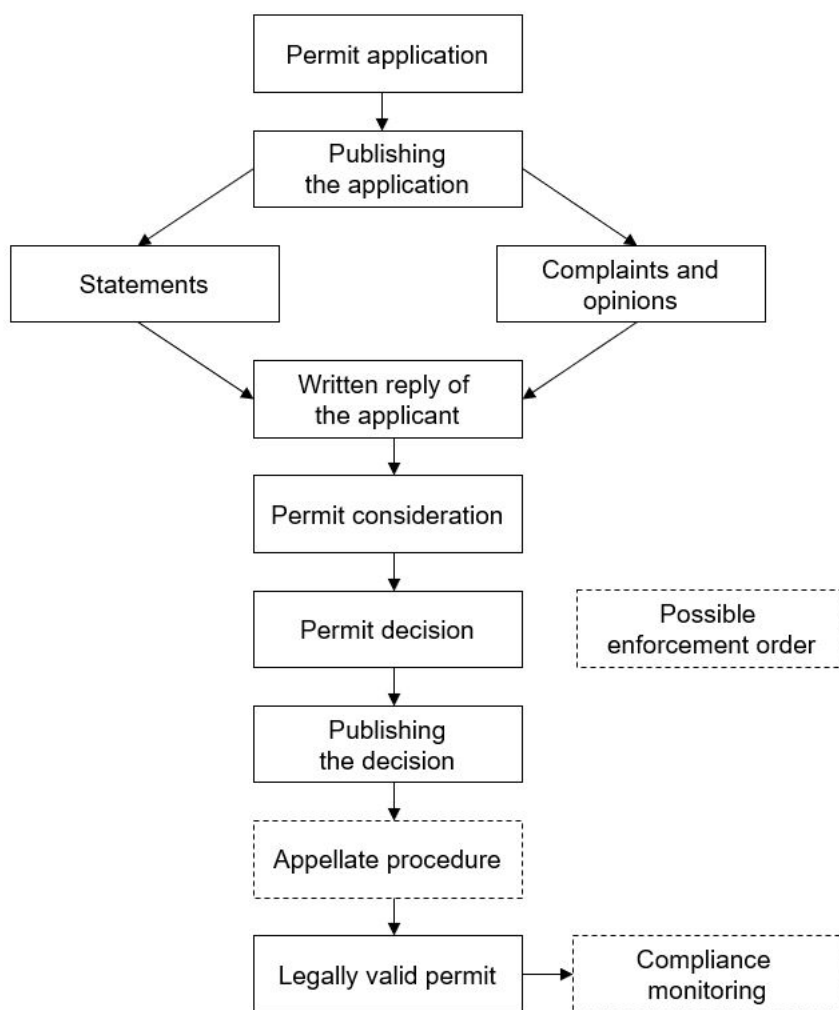 Permit application
Publishing
the application
Statements
Complaints and
opinions
Written reply of
the applicant
Permit consideration
Permit decision
Possible
enforcement order
Publishing
the decision
Appellate procedure
Legally valid permit
Compliance
monitoring